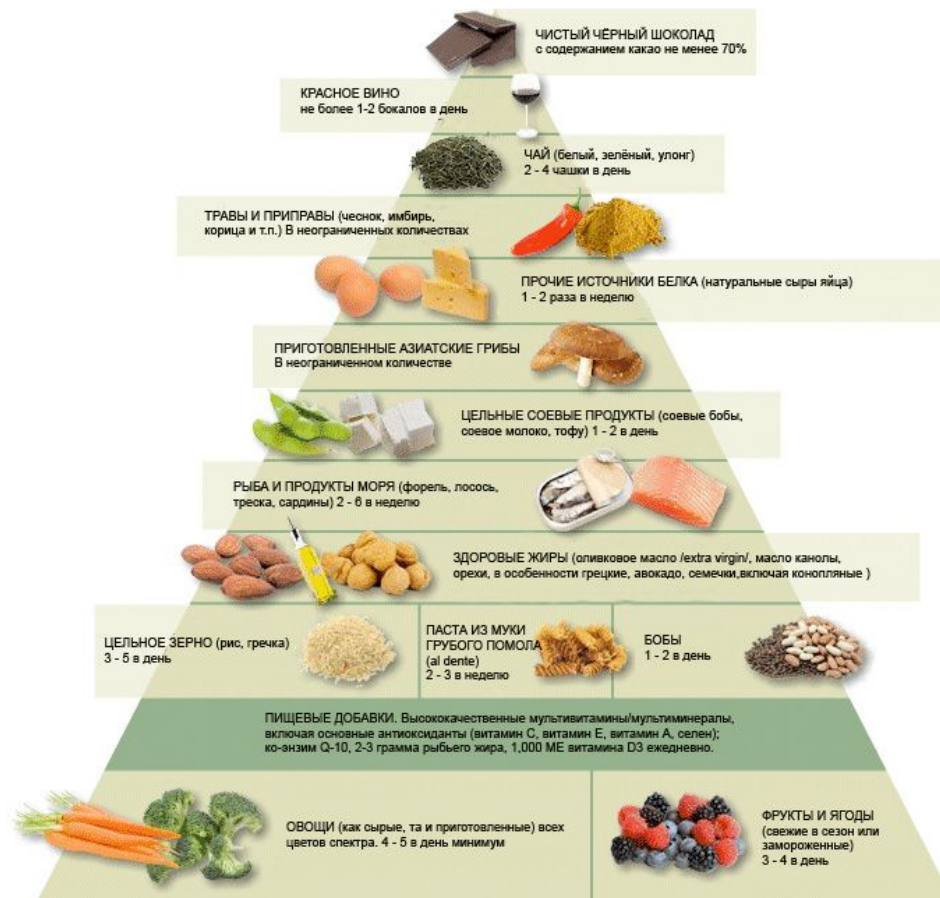 ЧИСТЫЙ ЧЁРНЫЙ ШОКОЛАД
с содержанием какао не менее 70%
КРАСНОЕ ВИНО
не более 1-2 бокалов в день
ЧАЙ (белый, зелёный, улонг)
2 - 4 чашки в день
ТРАВЫ И ПРИПРАВЫ (чеснок, имбирь,
корица и т.п.) В неограниченных количествах
ПРОЧИЕ ИСТОЧНИКИ БЕЛКА (натуральные сыры яйца)
1 - 2 раза в неделю
ПРИГОТОВЛЕННЫЕ АЗИАТСКИЕ ГРИБЫ
В неограниченном количестве
ЦЕЛЬНЫЕ СОЕВЫЕ ПРОДУКТЫ (соевые бобы,
соевое молоко, тофу) 1 - 2 в день
РЫБА И ПРОДУКТЫ МОРЯ (форель, лосось,
треска, сардины) 2 - 6 в неделю
ЗДОРОВЫЕ ЖИРЫ (оливковое масло /extra virgin/, масло канолы,
орехи, в особенности грецкие, авокадо, семечки,включая конопляные )
ЦЕЛЬНОЕ ЗЕРНО (рис, гречка)
3 - 5 в день
ПАСТА ИЗ МУКИ
ГРУБОГО ПОМОЛА
(al dente)
2 - 3 в неделю
БОБЫ
1 - 2 в день
ПИЩЕВЫЕ ДОБАВКИ. Высококачественные мультивитамины/мультиминералы,
включая основные антиоксиданты (витамин С, витамин Е, витамин А, селен);
ко-энзим Q-10, 2-3 грамма рыбьего жира, 1,000 МЕ витамина D3 ежедневно.
ОВОЩИ (как сырые, та и приготовленные) всех
цветов спектра. 4 - 5 в день минимум
ФРУКТЫ И ЯГОДЫ
(свежие в сезон или
замороженные)
3 - 4 в день